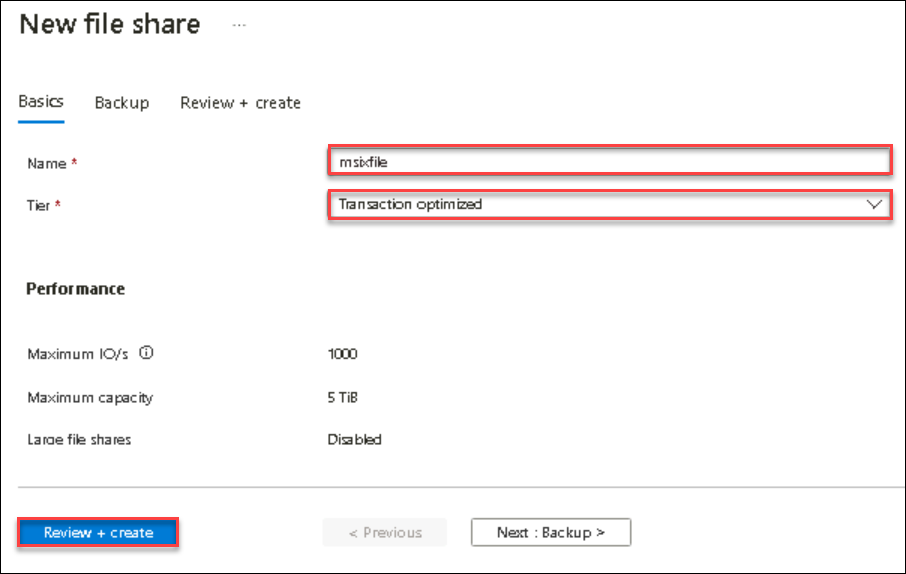 New file share ...
Basics Backup Review + create
Name * msixfile
Tier * Transaction optimized
Performance
Maximum IO/s 1000
Maximum capacity 5 TiB
Large file shares Disabled
Review + create < Previous Next : Backup >